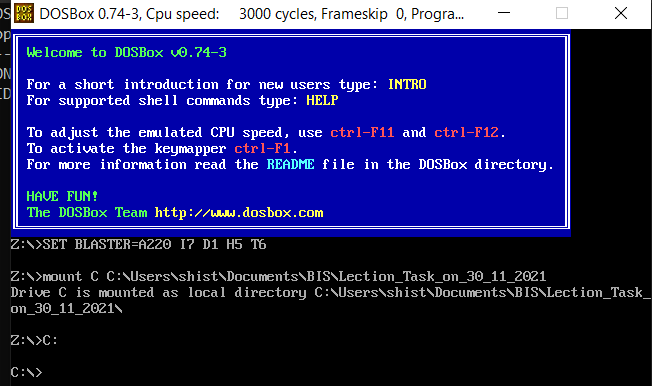 DOSBox 0.74-3, Cpu speed: 3000 cycles, Frameskip 0, Progra...
Welcome to DOSBox v0.74-3
For a short introduction for new users type: INTRO
For supported shell commands type: HELP
To adjust the emulated CPU speed, use ctrl-F11 and ctrl-F12.
To activate the keymapper ctrl-F1.
For more information read the README file in the DOSBox directory.
HAVE FUN!
The DOSBox Team http://www.dosbox.com
Z:\>SET BLASTER=A220 I7 D1 H5 T6
Z:\>mount C C:\Users\shist\Documents\BIS\Lection_Task_on_30_11_2021
Drive C is mounted as local directory C:\Users\shist\Documents\BIS\Lection_Task_
on_30_11_2021\
Z:\>C:
C:\>